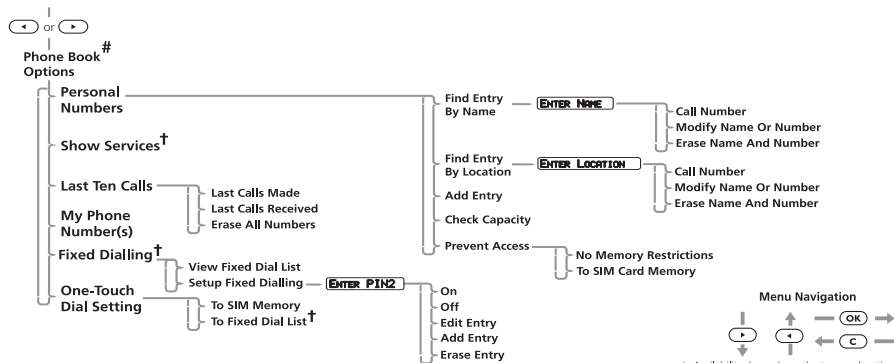 or
Phone Book#
Options
Personal
Numbers
Show Services†
Last Ten Calls
Last Calls Made
Last Calls Received
Erase All Numbers
My Phone
Number(s)
Fixed Dialling†
View Fixed Dial List
Setup Fixed Dialling
ENTER PIN2
On
Off
Edit Entry
Add Entry
Erase Entry
One-Touch
Dial Setting
To SIM Memory
To Fixed Dial List†
Find Entry
By Name
ENTER NAME
Call Number
Modify Name Or Number
Erase Name And Number
Find Entry
By Location
ENTER LOCATION
Call Number
Modify Name Or Number
Erase Name And Number
Add Entry
Check Capacity
Prevent Access
No Memory Restrictions
To SIM Card Memory
Menu Navigation
OK
C